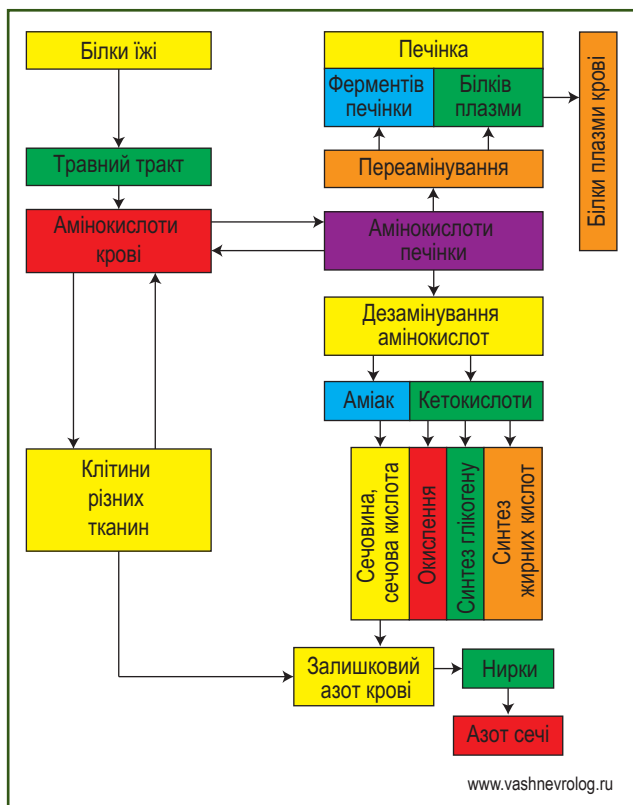 Білки їжі
Травний тракт
Амінокислоти
крові
Клітини
різних
тканин
Печінка
Ферментів
печінки
Білків
плазми
Білки плазми крові
Переамінування
Амінокислоти
печінки
Дезамінування
амінокислот
Аміак
Кетокислоти
Сечовина,
сечова кислота
Окислення
Синтез глікогену
Синтез
жирних кислот
Залишковий
азот крові
Нирки
Азот сечі
www.vashnevrolog.ru